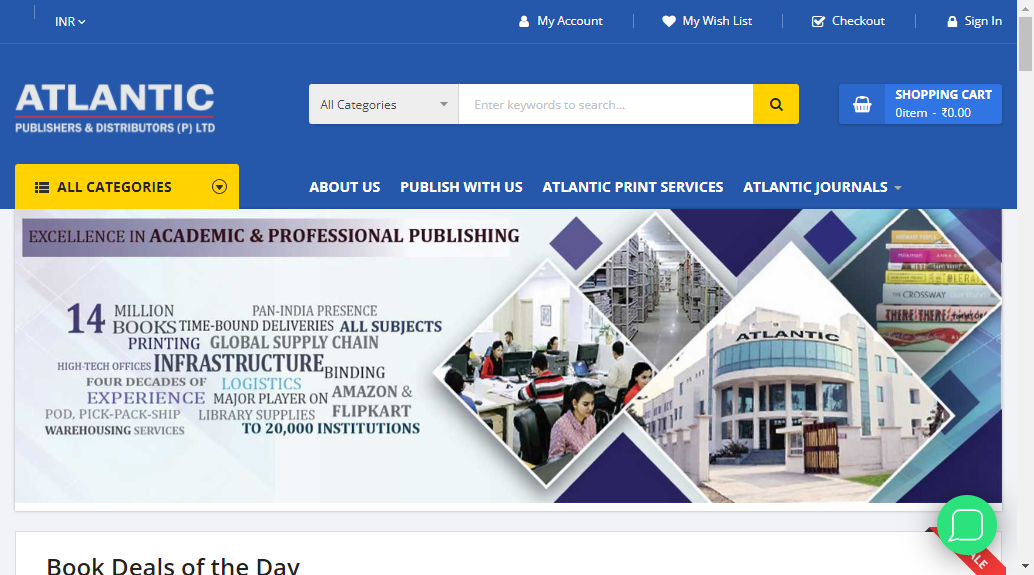 INR
My Account
My Wish List
Checkout
Sign In
ATLANTIC
PUBLISHERS & DISTRIBUTORS (P) LTD
All Categories
Enter keywords to search...
SHOPPING CART
0item - ₹0.00
ALL CATEGORIES
ABOUT US
PUBLISH WITH US
ATLANTIC PRINT SERVICES
ATLANTIC JOURNALS
EXCELLENCE IN ACADEMIC & PROFESSIONAL PUBLISHING
14 MILLION BOOKS
PAN-INDIA PRESENCE
TIME-BOUND DELIVERIES ALL SUBJECTS
PRINTING GLOBAL SUPPLY CHAIN
HIGH-TECH OFFICES INFRASTRUCTURE BINDING
FOUR DECADES OF EXPERIENCE
LOGISTICS
MAJOR PLAYER ON AMAZON & FLIPKART
POD, PICK-PACK-SHIP
LIBRARY SUPPLIES
WAREHOUSING SERVICES
TO 20,000 INSTITUTIONS
ATLANTIC
THE CROSSWAY
Book Deals of the Day